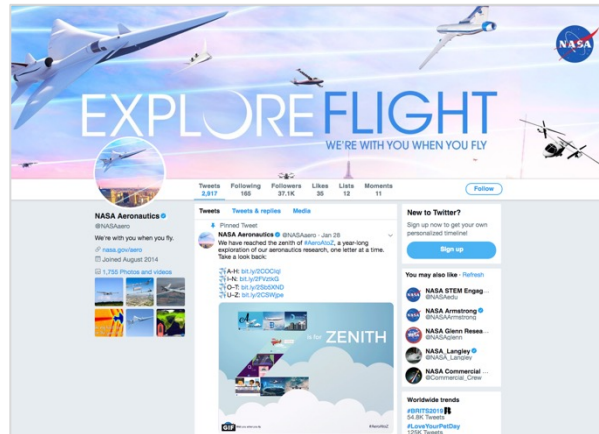 NASA
EXPLOREFLIGHT
WE'RE WITH YOU WHEN YOU FLY
Tweets Following Followers Likes Lists Moments
2,917 165 37.1K 35 12 11
Follow
NASA Aeronautics
@NASAaero
We're with you when you fly.
nasa.gov/aero
Joined August 2014
1,755 Photos and videos
Tweets Tweets & replies Media
Pinned Tweet
NASA Aeronautics @NASAaero · Jan 28
We have reached the zenith of #AeroAtoZ, a year-long
exploration of our aeronautics research, one letter at a time.
Take a look back:
A-H: bit.ly/2COCiqi
I-N: bit.ly/2FVzikG
O-T: bit.ly/2Sb5XND
U-Z: bit.ly/2CSWjpe
is for ZENITH
GIF
#AeroAtoZ
New to Twitter?
Sign up now to get your own
personalized timeline!
Sign up
You may also like · Refresh
NASA STEM Engag...
@NASAedu
NASA Armstrong
@NASAArmstrong
NASA Glenn Resea...
@NASAglenn
NASA_Langley
@NASA_Langley
NASA Commercial ...
@Commercial_Crew
Worldwide trends
#BRITS2019
54.8K Tweets
#LoveYourPetDay
125K Tweets